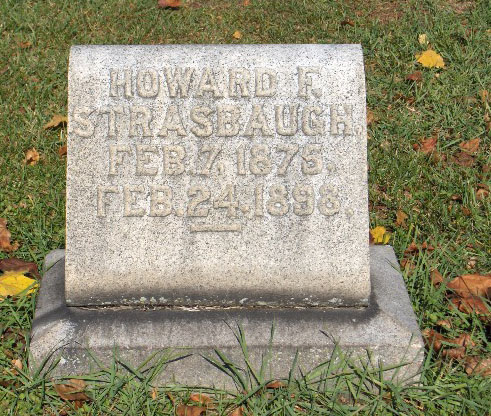 HOWARD F.
STRASBAUGH.
FEB. 7, 1875.
FEB. 24, 1898.